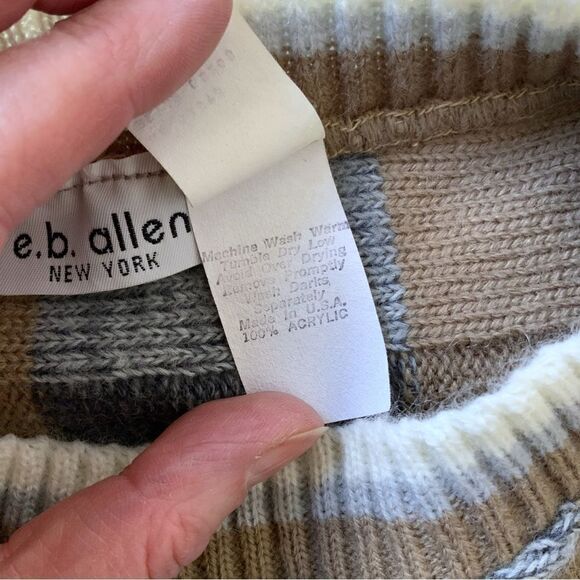 e.b. allen
NEW YORK
Machine Wash Warm
Tumble Dry Low
Avoid Over Drying
Remove Promptly
Wash Darks
Separately
Made in U.S.A.
100% ACRYLIC